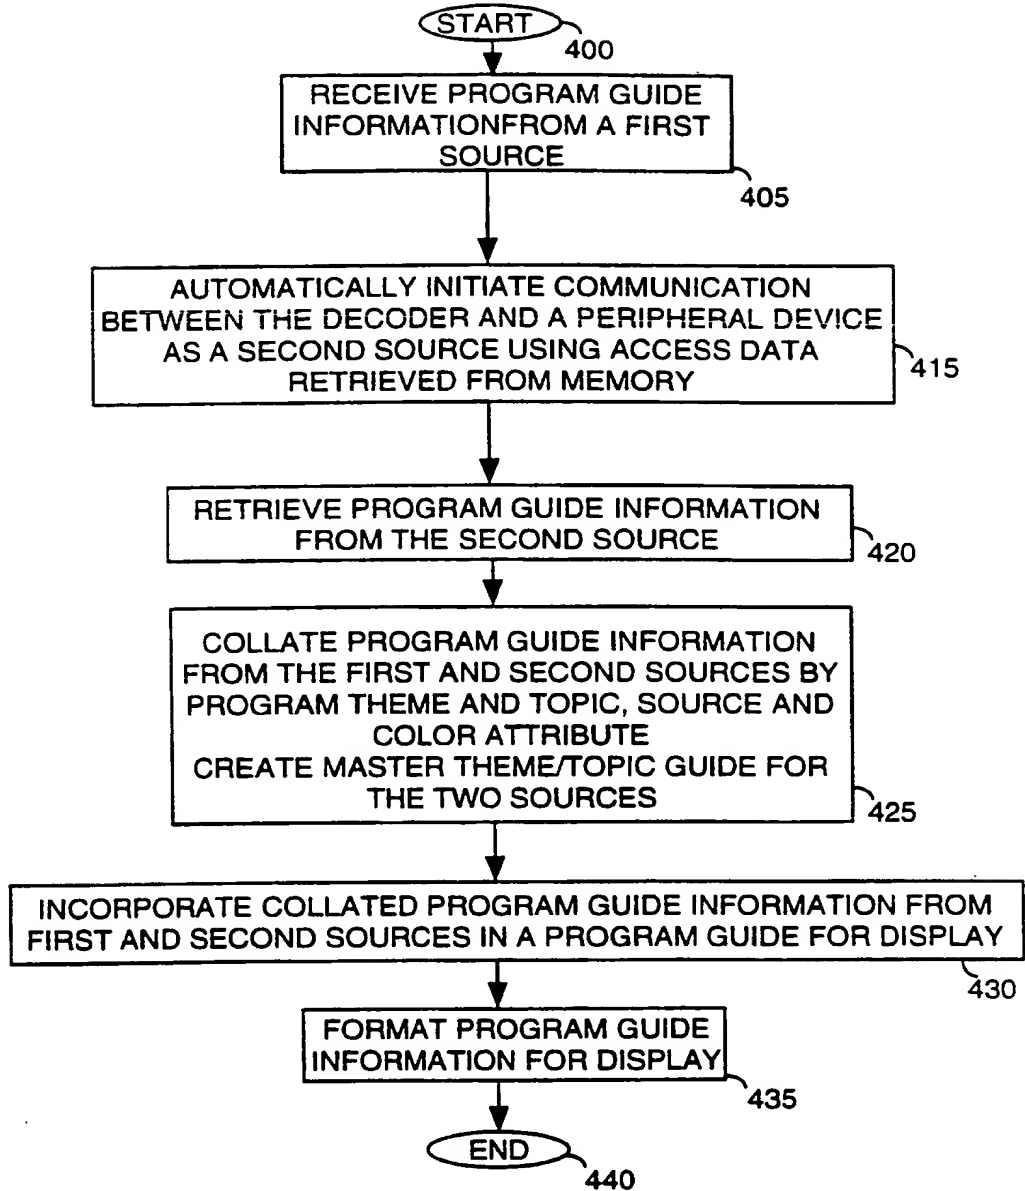 START
400
RECEIVE PROGRAM GUIDE
INFORMATIONFROM A FIRST
SOURCE
405
AUTOMATICALLY INITIATE COMMUNICATION
BETWEEN THE DECODER AND A PERIPHERAL DEVICE
AS A SECOND SOURCE USING ACCESS DATA
RETRIEVED FROM MEMORY
415
RETRIEVE PROGRAM GUIDE INFORMATION
FROM THE SECOND SOURCE
420
COLLATE PROGRAM GUIDE INFORMATION
FROM THE FIRST AND SECOND SOURCES BY
PROGRAM THEME AND TOPIC, SOURCE AND
COLOR ATTRIBUTE
CREATE MASTER THEME/TOPIC GUIDE FOR
THE TWO SOURCES
425
INCORPORATE COLLATED PROGRAM GUIDE INFORMATION FROM
FIRST AND SECOND SOURCES IN A PROGRAM GUIDE FOR DISPLAY
430
FORMAT PROGRAM GUIDE
INFORMATION FOR DISPLAY
435
END
440